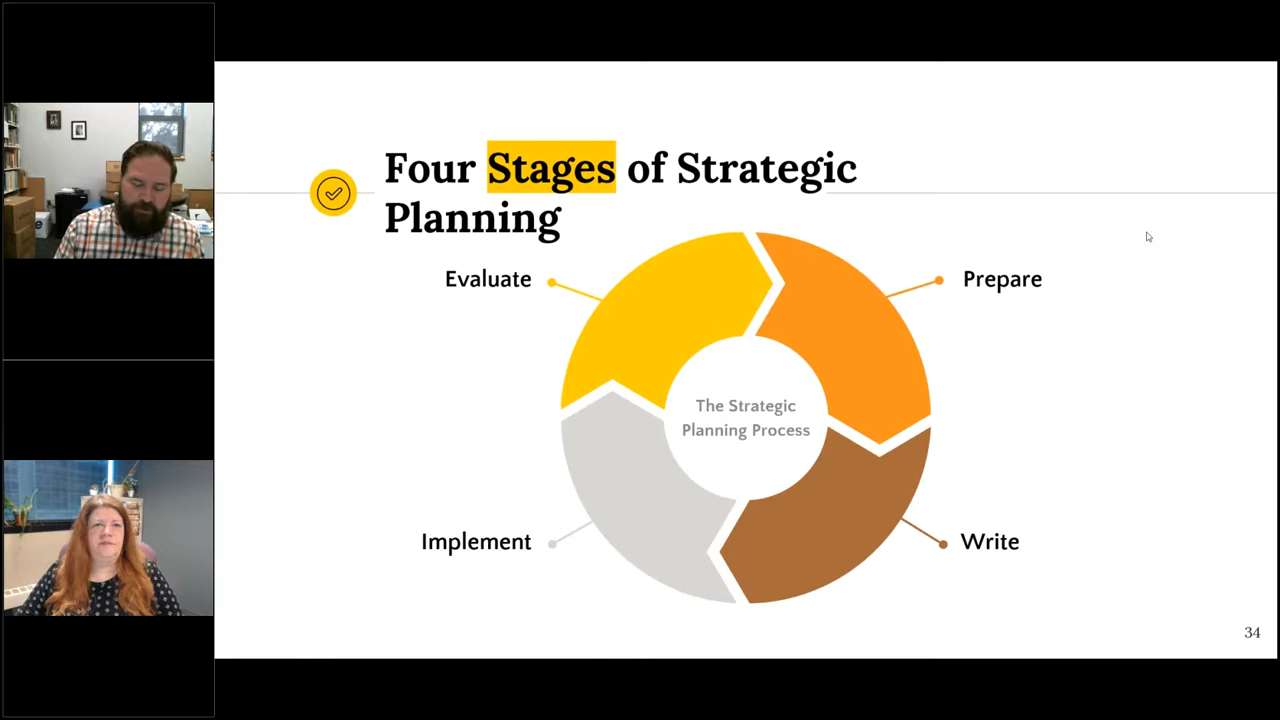 Four Stages of Strategic
Planning
Evaluate
Prepare
The Strategic
Planning Process
Implement
Write
34